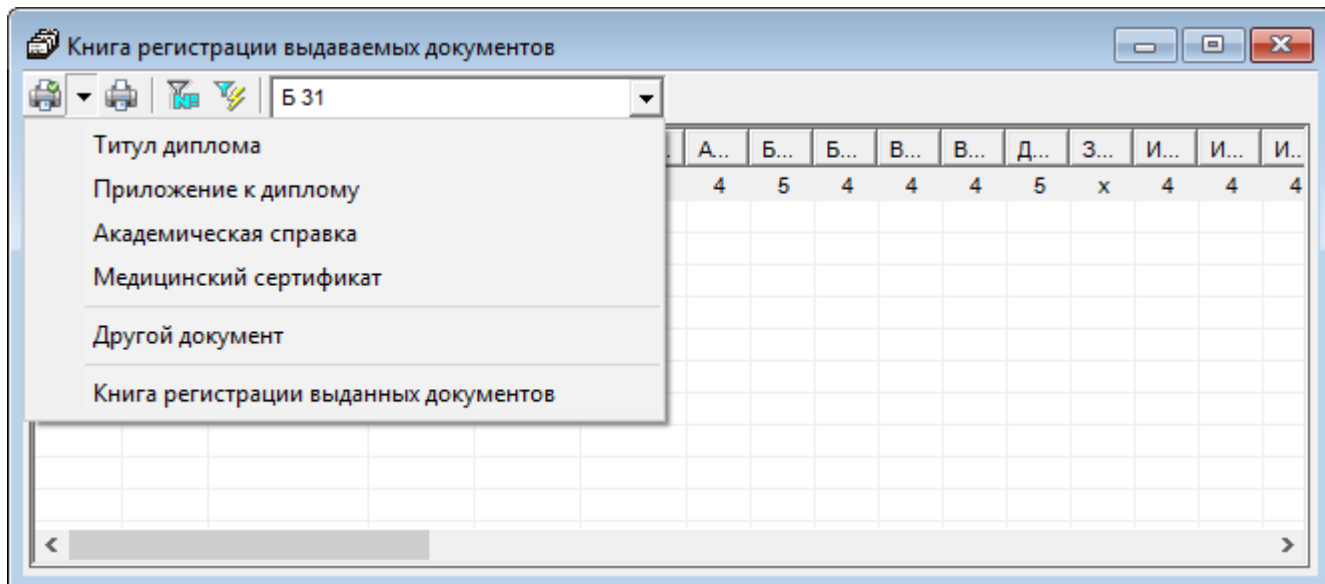 Книга регистрации выдаваемых документов
№ Б 31
Титул диплома
. А... Б... Б... В... В... Д... З... И... И... И..
Приложение к диплому
4 5 4 4 4 5 х 4 4 4
Академическая справка
Медицинский сертификат
Другой документ
Книга регистрации выданных документов